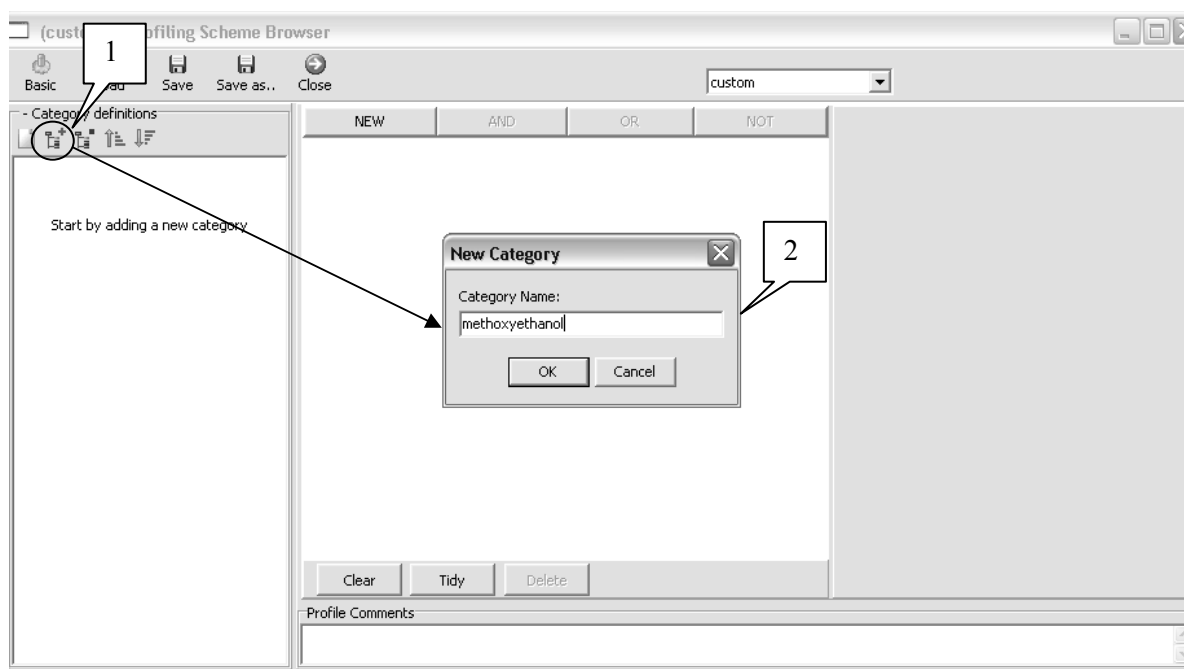 (custo ofiling Scheme Browser
1
Basic ad Save Save as.. Close
custom
- Category definitions
NEW AND OR NOT
Start by adding a new category
New Category
2
Category Name:
methoxyethanol
OK Cancel
Clear Tidy Delete
Profile Comments